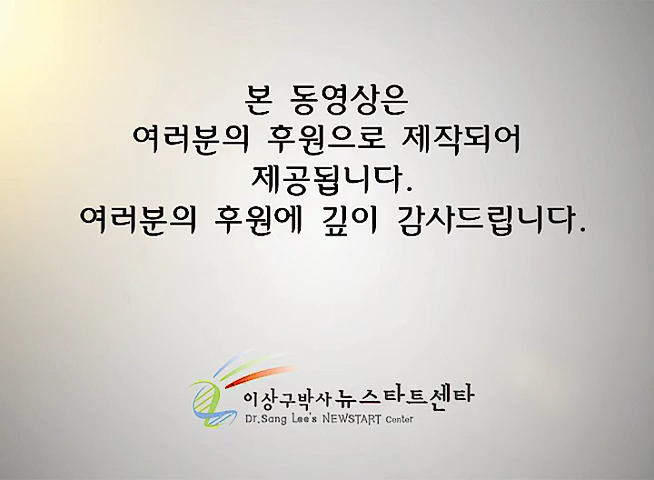 본 동영상은
여러분의 후원으로 제작되어
제공됩니다.
여러분의 후원에 깊이 감사드립니다.
이상구박사 뉴스타트센타
Dr.Sang Lee's NEWSTART Center